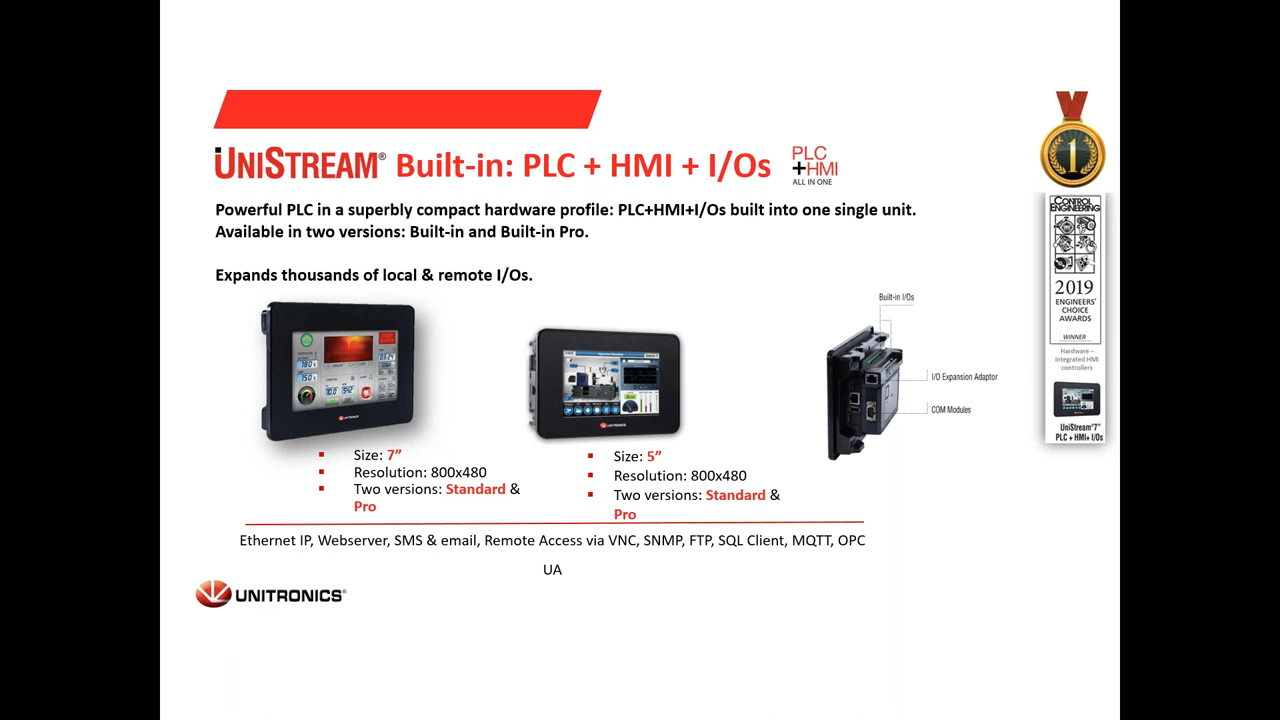 UNISTREAM® Built-in: PLC + HMI + I/Os
PLC
+HMI
ALL IN ONE
Powerful PLC in a superbly compact hardware profile: PLC+HMI+I/Os built into one single unit.
Available in two versions: Built-in and Built-in Pro.
Expands thousands of local & remote I/Os.
1
CONTROL
ENGINEERING
2019
ENGINEERS'
CHOICE
AWARDS
WINNER
Hardware –
Integrated HMI
controllers
UniStream®7"
PLC + HMI+ I/Os
UNITRONICS
UNITRONICS
Built-in I/Os
I/O Expansion Adaptor
COM Modules
▪ Size: 7”
▪ Resolution: 800x480
▪ Two versions: Standard &
Pro
▪ Size: 5”
▪ Resolution: 800x480
▪ Two versions: Standard &
Pro
Ethernet IP, Webserver, SMS & email, Remote Access via VNC, SNMP, FTP, SQL Client, MQTT, OPC
UA
UNITRONICS®